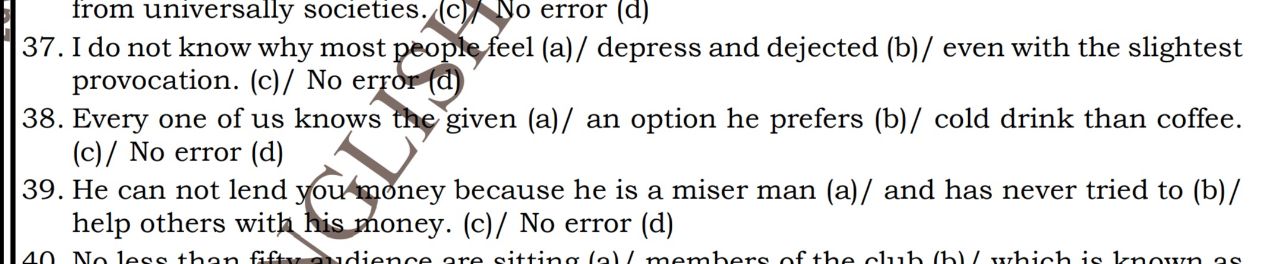 from universally societies. (c)/ No error (d)
37. I do not know why most people feel (a)/ depress and dejected (b)/ even with the slightest
provocation. (c)/ No error (d)
38. Every one of us knows the given (a)/ an option he prefers (b)/ cold drink than coffee.
(c)/ No error (d)
39. He can not lend you money because he is a miser man (a)/ and has never tried to (b)/
help others with his money. (c)/ No error (d)
40. No less than fifty audience are sitting (a)/ members of the club (b)/ which is known as
NGLISH